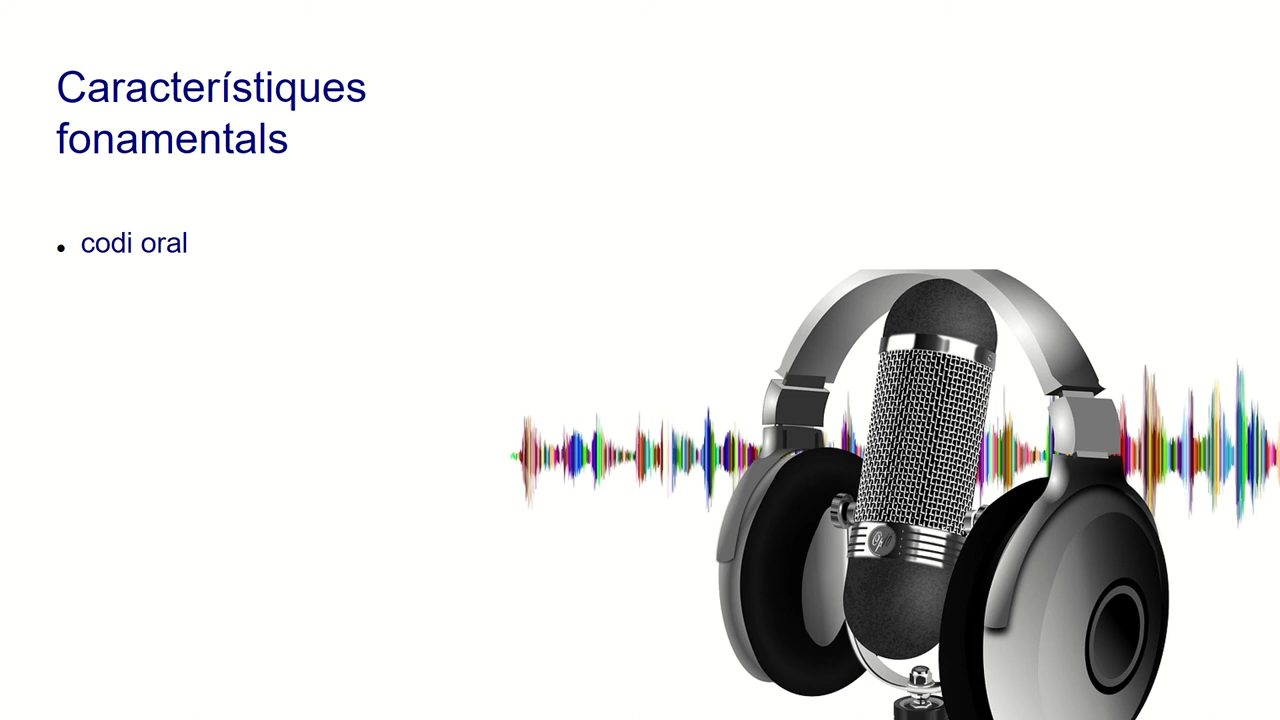 Característiques
fonamentals
• codi oral